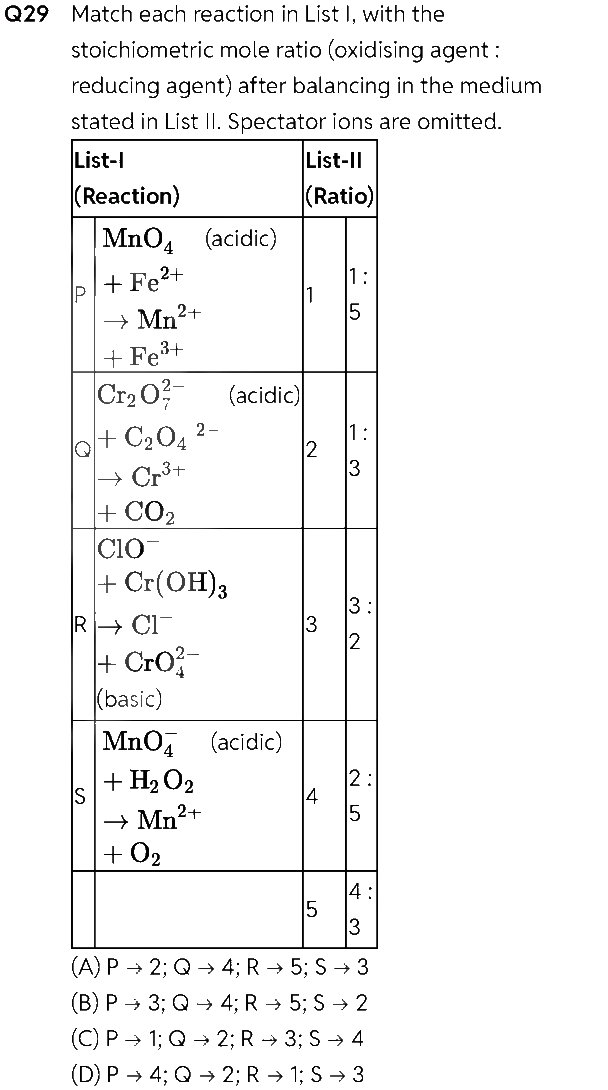 Q29 Match each reaction in List I, with the
stoichiometric mole ratio (oxidising agent :
reducing agent) after balancing in the medium
stated in List II. Spectator ions are omitted.
List-I List-II
(Reaction) (Ratio)
P MnO₄ (acidic)
+ Fe²⁺
→ Mn²⁺
+ Fe³⁺
1 1 :
5
Q Cr₂O₇²⁻ (acidic)
+ C₂O₄ ²⁻
→ Cr³⁺
+ CO₂
2 1 :
3
R ClO⁻
+ Cr(OH)₃
→ Cl⁻
+ CrO₄²⁻
(basic)
3 3 :
2
S MnO₄⁻ (acidic)
+ H₂O₂
→ Mn²⁺
+ O₂
4 2 :
5
5 4 :
3
(A) P → 2; Q → 4; R → 5; S → 3
(B) P → 3; Q → 4; R → 5; S → 2
(C) P → 1; Q → 2; R → 3; S → 4
(D) P → 4; Q → 2; R → 1; S → 3